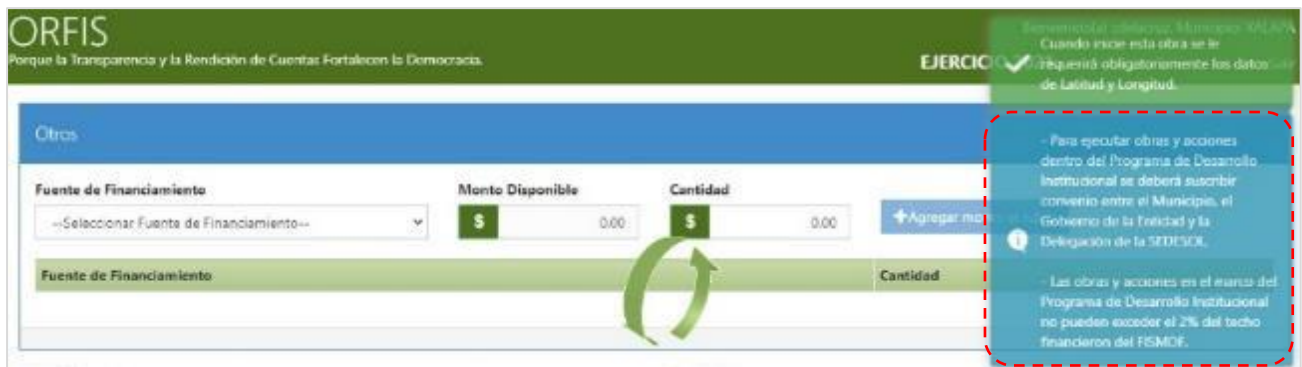 ORFIS
Porque la Transparencia y la Rendición de Cuentas Fortalecen la Democracia.
EJERCICIO
Cuando inicie esta obra se le
requerirá obligatoriamente los datos
de Latitud y Longitud.
Otros
- Para ejecutar obras y acciones
dentro del Programa de Desarrollo
Institucional se deberá suscribir
convenio entre el Municipio, el
Gobierno de la Entidad y la
Delegación de la SEDESOL.
- Las obras y acciones en el marco del
Programa de Desarrollo Institucional
no pueden exceder el 2% del techo
financieron del FISMDF.
Fuente de Financiamiento
Monto Disponible
Cantidad
--Seleccionar Fuente de Financiamiento--
$ 0.00
$ 0.00
+Agregar
Fuente de Financiamiento
Cantidad